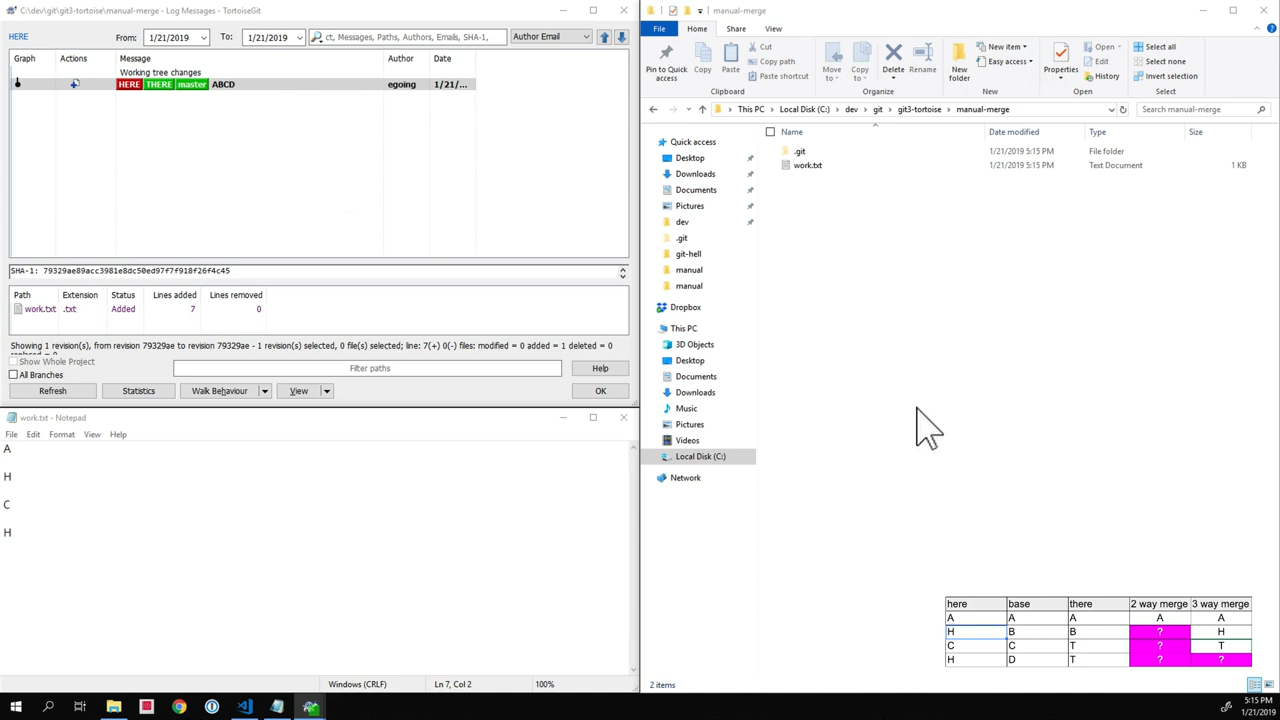 C:\dev\git\git3-tortoise\manual-merge - Log Messages - TortoiseGit
HERE From: 1/21/2019 To: 1/21/2019 ct, Messages, Paths, Authors, Emails, SHA-1, Author Email
Graph Actions Message Author Date
Working tree changes
HERE THERE master ABCD egoing 1/21/...
SHA-1: 79329ae89acc3981e8dc50ed97f7f918f26f4c45
Path Extension Status Lines added Lines removed
work.txt .txt Added 7 0
Showing 1 revision(s), from revision 79329ae to revision 79329ae - 1 revision(s) selected, 0 file(s) selected; line: 7(+) 0(-) files: modified = 0 added = 1 deleted = 0
replaced = 0
Show Whole Project
All Branches
Filter paths
Help
Refresh Statistics Walk Behaviour View OK
work.txt - Notepad
File Edit Format View Help
A
H
C
H
Windows (CRLF) Ln 7, Col 2 100%
manual-merge
File Home Share View
Pin to Quick access
Copy
Paste
Cut
Copy path
Paste shortcut
Clipboard
Move to
Copy to
Delete
Rename
Organize
New folder
New item
Easy access
New
Properties
Open
Edit
History
Open
Select all
Select none
Invert selection
Select
This PC Local Disk (C:) dev git git3-tortoise manual-merge
Search manual-merge
Name Date modified Type Size
.git 1/21/2019 5:15 PM File folder
work.txt 1/21/2019 5:15 PM Text Document 1 KB
Quick access
Desktop
Downloads
Documents
Pictures
dev
.git
git-hell
manual
manual
Dropbox
This PC
3D Objects
Desktop
Documents
Downloads
Music
Pictures
Videos
Local Disk (C:)
Network
here base there 2 way merge 3 way merge
A A A A A
H B B ? H
C C T ? T
H D T ? ?
2 items
5:15 PM
1/21/2019